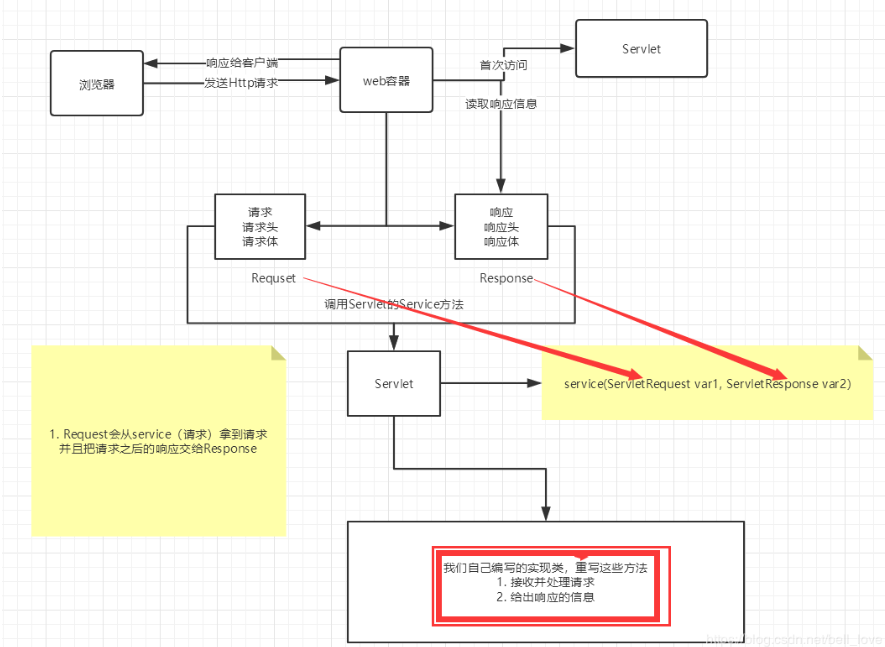 Servlet
响应给客户端
首次访问
浏览器
发送Http请求
web容器
读取响应信息
请求
请求头
请求体
响应
响应头
响应体
Requset
Response
调用Servlet的Service方法
Servlet
service(ServletRequest var1, ServletResponse var2)
1. Request会从service（请求）拿到请求
并且把请求之后的响应交给Response
我们自己编写的实现类，重写这些方法
1. 接收并处理请求
2. 给出响应的信息